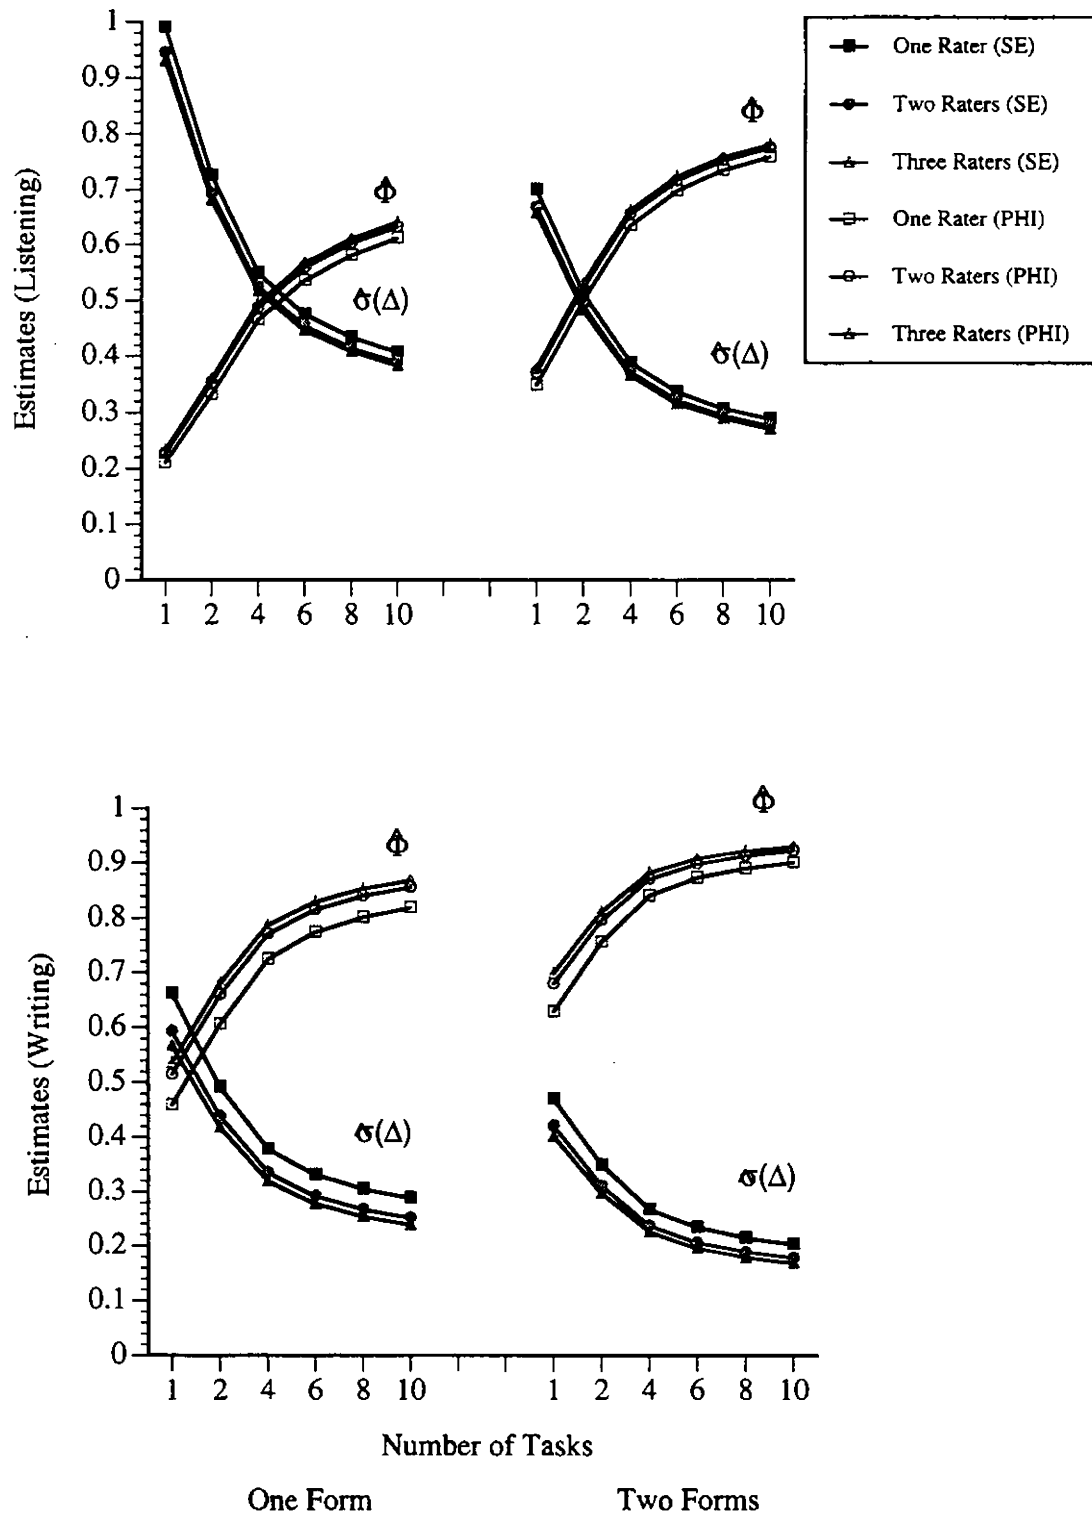 Estimates (Listening)
1
0.9
0.8
0.7
0.6
0.5
0.4
0.3
0.2
0.1
0
Φ̂
σ̂(Δ)
Φ̂
σ̂(Δ)
1 2 4 6 8 10 1 2 4 6 8 10
One Rater (SE)
Two Raters (SE)
Three Raters (SE)
One Rater (PHI)
Two Raters (PHI)
Three Raters (PHI)
Estimates (Writing)
1
0.9
0.8
0.7
0.6
0.5
0.4
0.3
0.2
0.1
0
Φ̂
σ̂(Δ)
Φ̂
σ̂(Δ)
1 2 4 6 8 10 1 2 4 6 8 10
Number of Tasks
One Form Two Forms